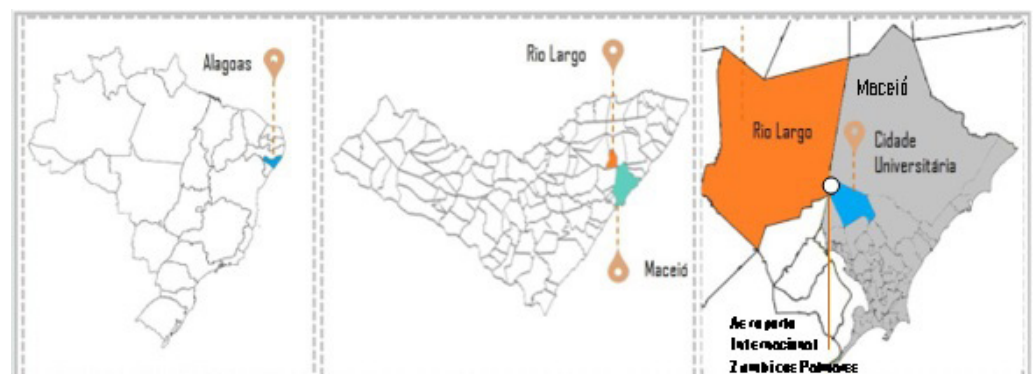 Alagoas
Rio Largo
Maceió
Maceió
Rio Largo
Cidade
Universitária
Aeroporto
Internacional
Zumbi dos Palmares